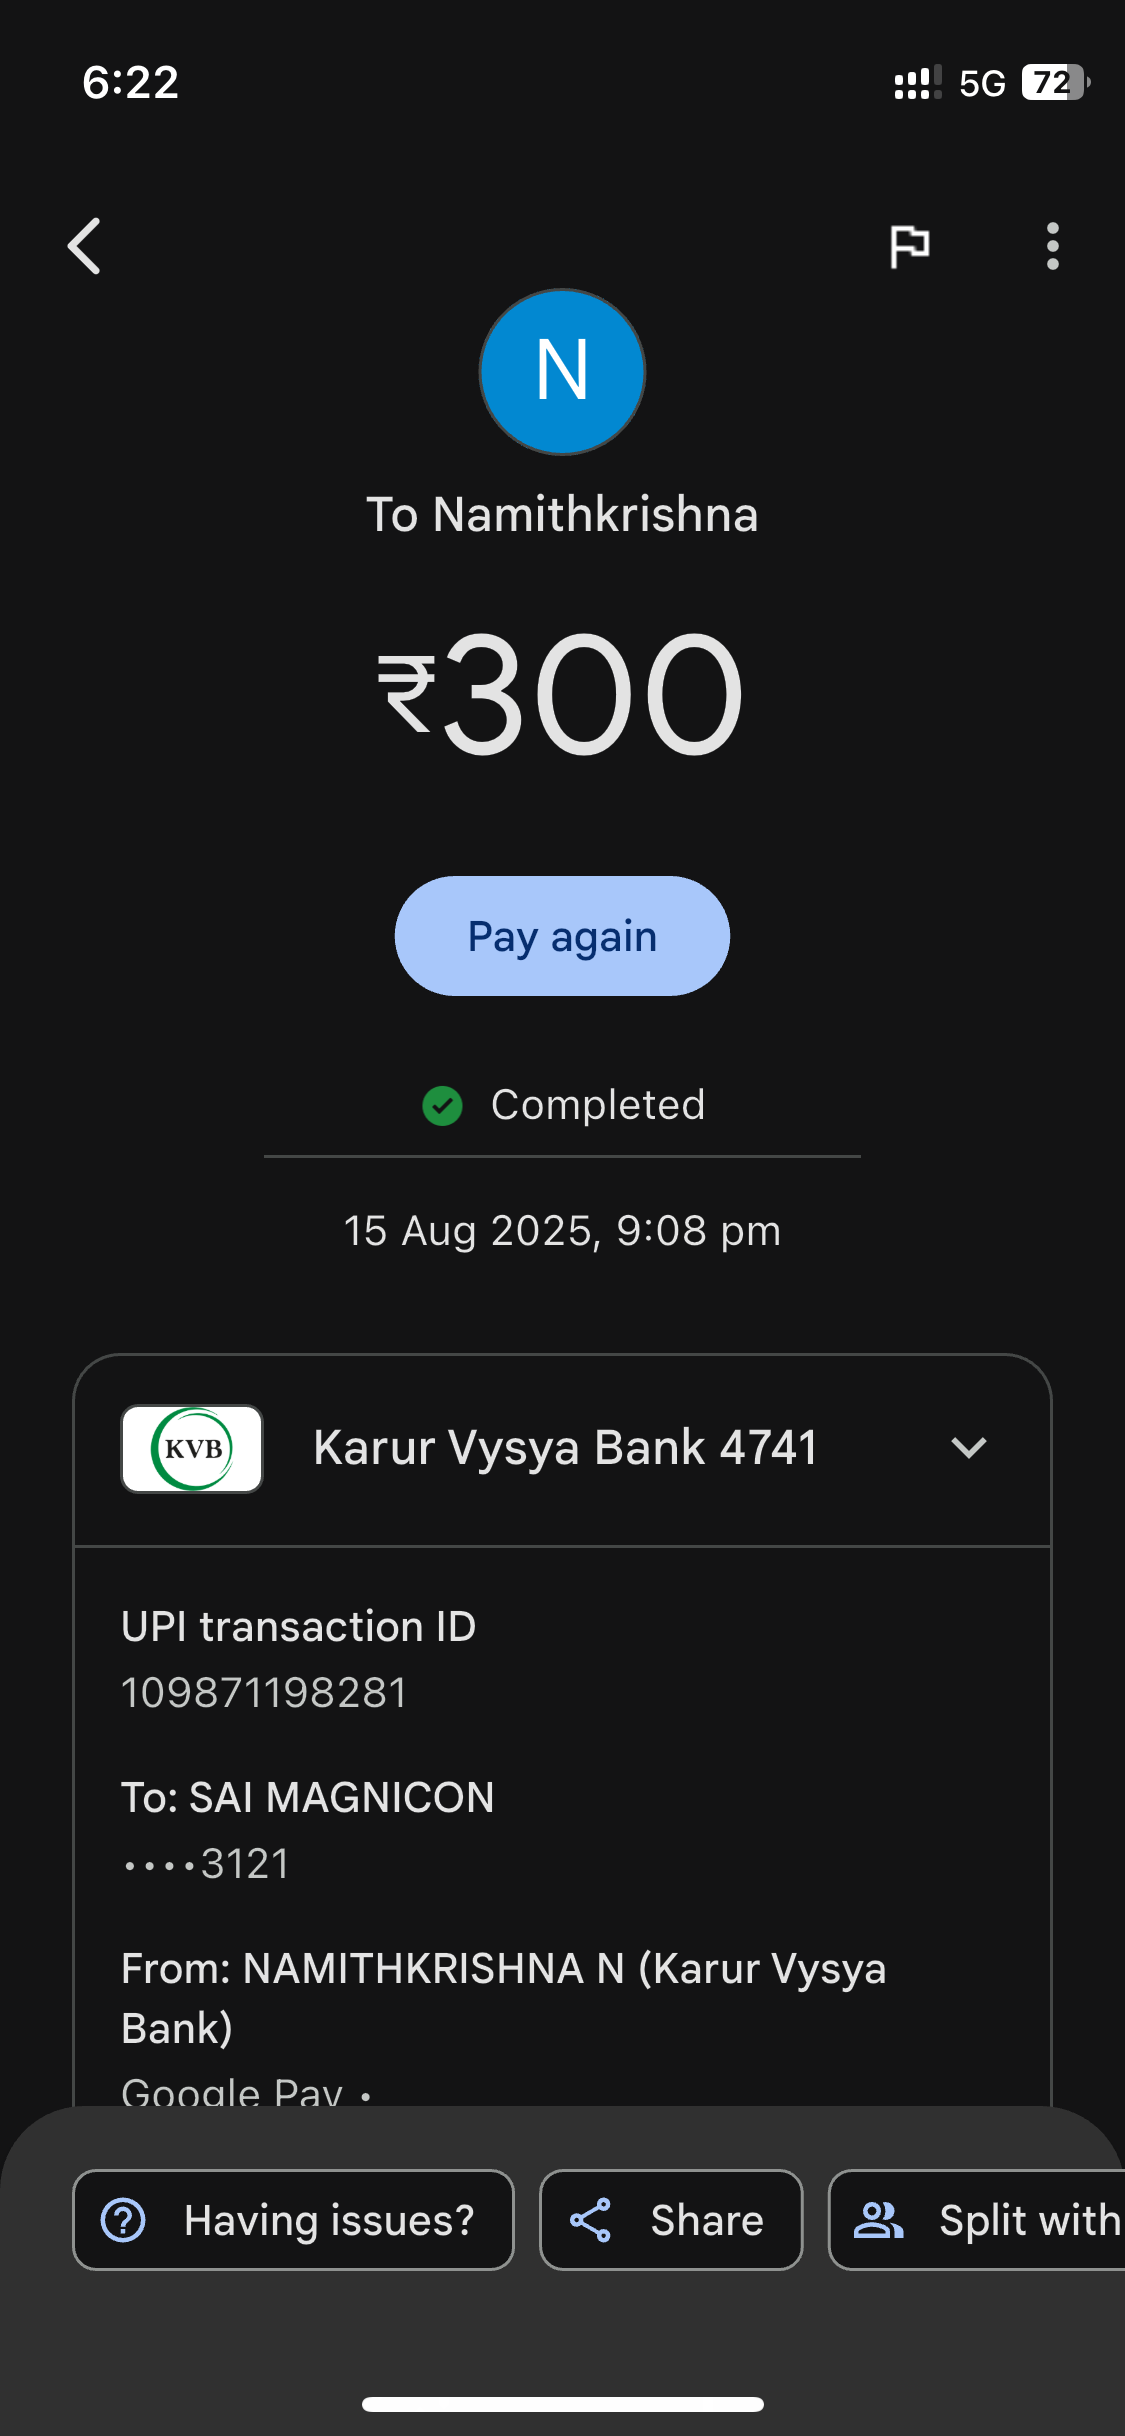 6:22
5G 72
N
To Namithkrishna
₹300
Pay again
Completed
15 Aug 2025, 9:08 pm
KVB
Karur Vysya Bank 4741
UPI transaction ID
109871198281
To: SAI MAGNICON
····3121
From: NAMITHKRISHNA N (Karur Vysya
Bank)
Google Pay •
Having issues?
Share
Split with